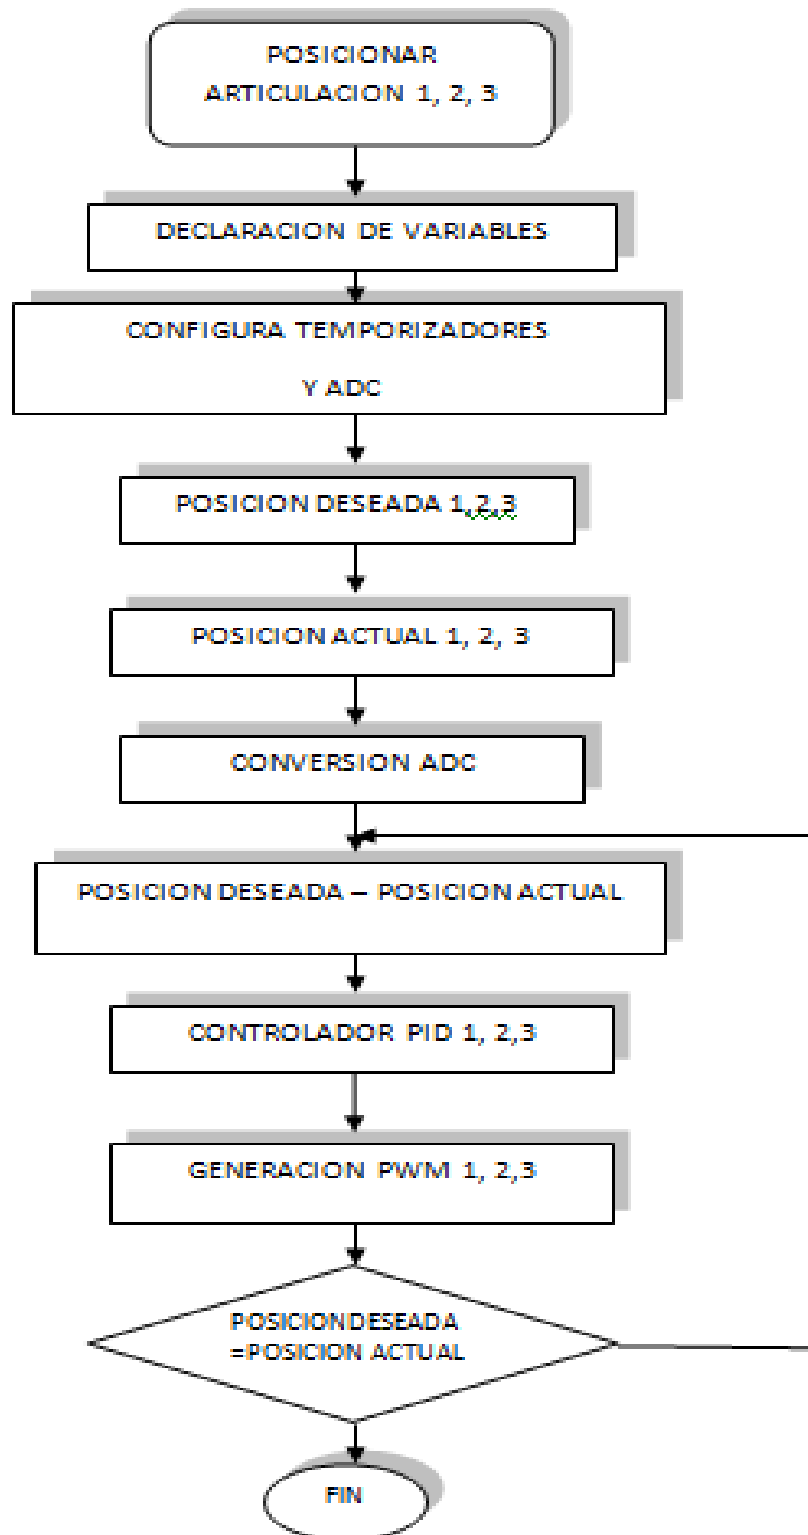 POSICIONAR
ARTICULACION 1, 2, 3
DECLARACION DE VARIABLES
CONFIGURA TEMPORIZADORES
Y ADC
POSICION DESEADA 1,2,3
POSICION ACTUAL 1, 2, 3
CONVERSION ADC
POSICION DESEADA – POSICION ACTUAL
CONTROLADOR PID 1, 2,3
GENERACION PWM 1, 2,3
POSICIONDESEADA
=POSICION ACTUAL
FIN